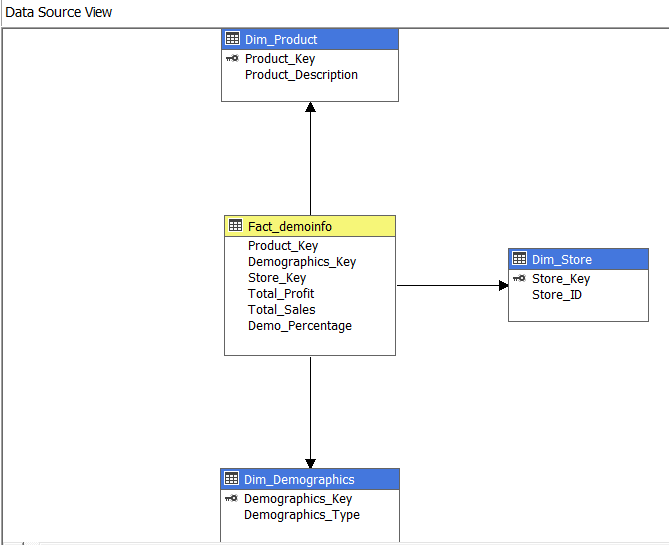 Data Source View
Dim_Product
Product_Key
Product_Description
Fact_demoinfo
Product_Key
Demographics_Key
Store_Key
Total_Profit
Total_Sales
Demo_Percentage
Dim_Store
Store_Key
Store_ID
Dim_Demographics
Demographics_Key
Demographics_Type